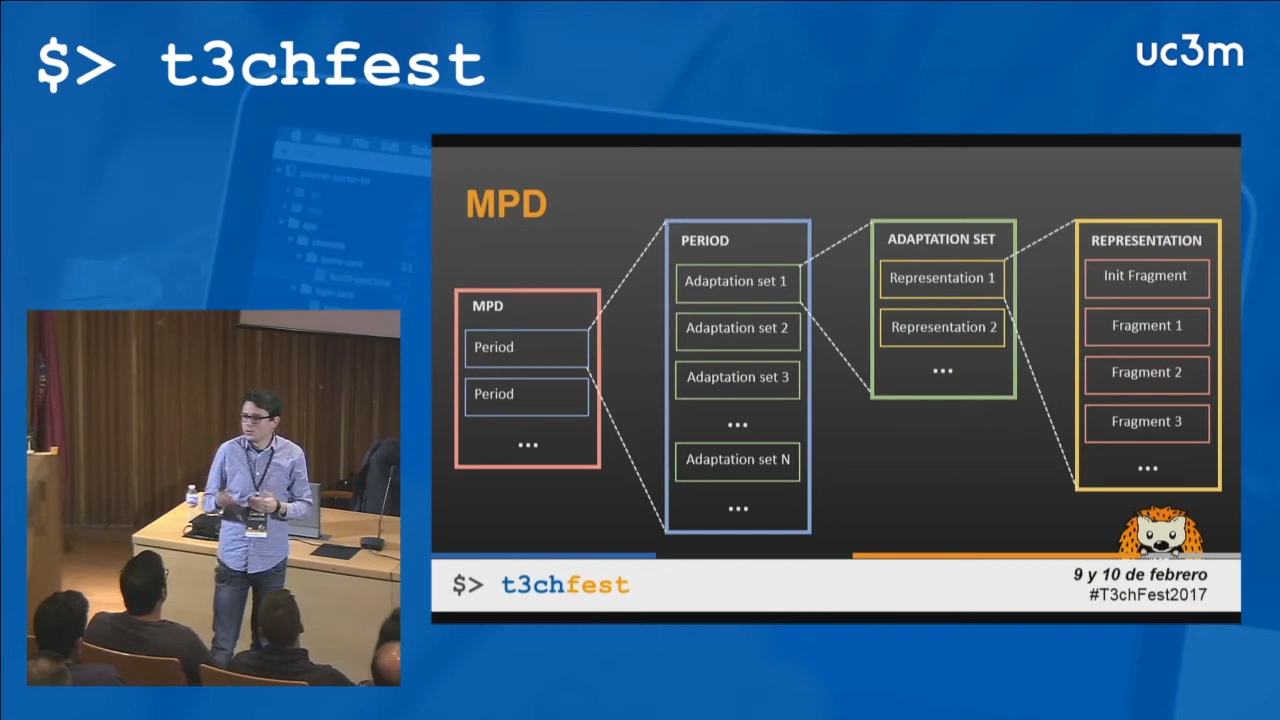 $> t3chfest
uc3m
MPD
MPD
Period
Period
...
PERIOD
Adaptation set 1
Adaptation set 2
Adaptation set 3
...
Adaptation set N
...
ADAPTATION SET
Representation 1
Representation 2
...
REPRESENTATION
Init Fragment
Fragment 1
Fragment 2
Fragment 3
...
$> t3chfest
9 y 10 de febrero
#T3chFest2017